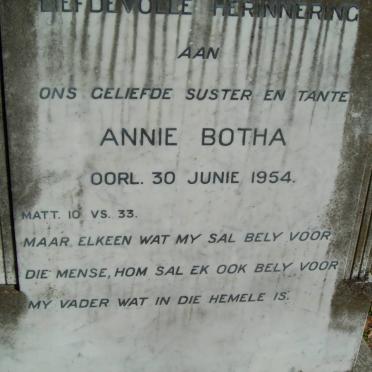 LIEFDEVOLLE HERINNERING
AAN
ONS GELIEFDE SUSTER EN TANTE
ANNIE BOTHA
OORL. 30 JUNIE 1954.
MATT. 10 VS. 33.
MAAR ELKEEN WAT MY SAL BELY VOOR
DIE MENSE, HOM SAL EK OOK BELY VOOR
MY VADER WAT IN DIE HEMELE IS.